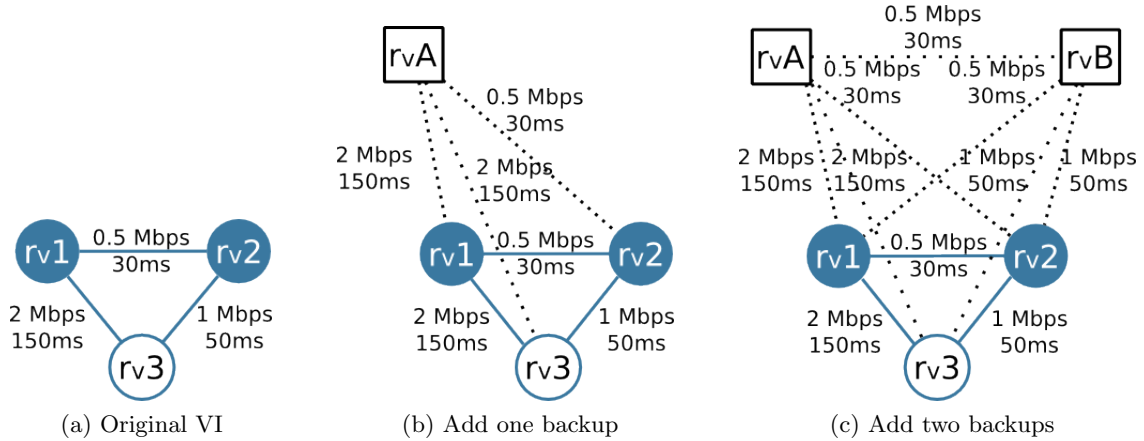 0.5 Mbps
30ms
rvA
rvA
rvB
0.5 Mbps
30ms
0.5 Mbps
30ms
0.5 Mbps
30ms
2 Mbps
150ms
2 Mbps
150ms
2 Mbps
150ms
2 Mbps
150ms
1 Mbps
50ms
1 Mbps
50ms
rv1
0.5 Mbps
30ms
rv2
rv1
0.5 Mbps
30ms
rv2
rv1
0.5 Mbps
30ms
rv2
2 Mbps
150ms
1 Mbps
50ms
2 Mbps
150ms
1 Mbps
50ms
2 Mbps
150ms
1 Mbps
50ms
rv3
rv3
rv3
(a) Original VI
(b) Add one backup
(c) Add two backups